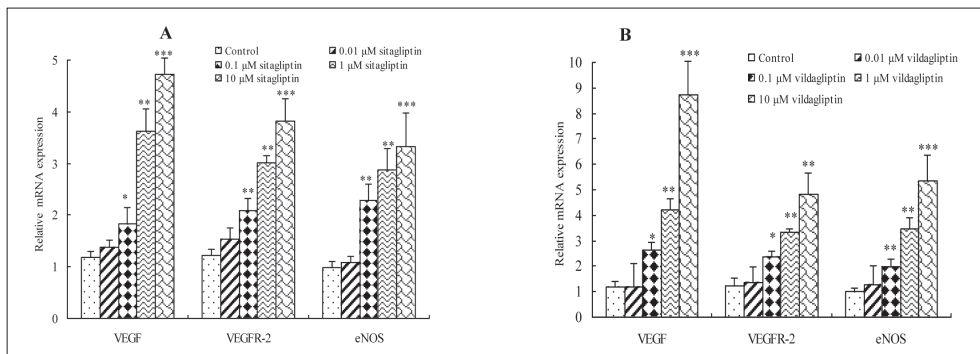 A
Control
0.01 μM sitagliptin
0.1 μM sitagliptin
1 μM sitagliptin
10 μM sitagliptin
Relative mRNA expression
5
4
3
2
1
0
*
**
***
**
**
***
**
**
***
VEGF
VEGFR-2
eNOS
B
Control
0.01 μM vildagliptin
0.1 μM vildagliptin
1 μM vildagliptin
10 μM vildagliptin
Relative mRNA expression
10
9
8
7
6
5
4
3
2
1
0
*
**
***
*
**
**
**
**
***
VEGF
VEGFR-2
eNOS